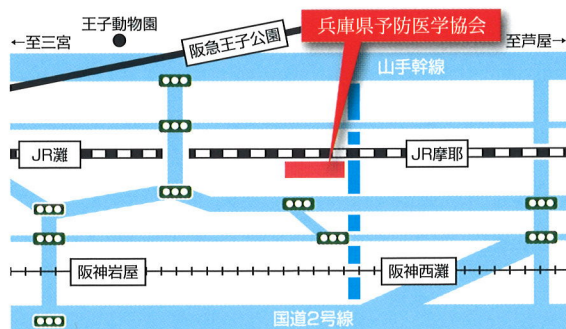 兵庫県予防医学協会
王子動物園
←至三宮
阪急王子公園
至芦屋→
山手幹線
JR灘
JR摩耶
阪神岩屋
阪神西灘
国道2号線